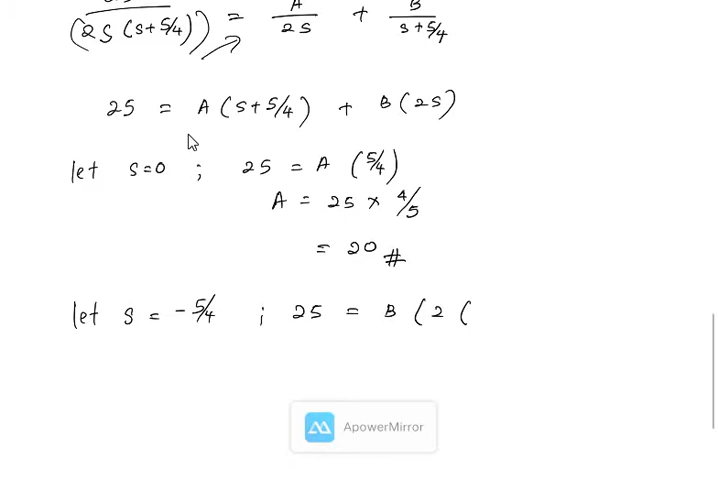 (2s(s+5/4)) = A/2s + B/s+5/4
25 = A(s+5/4) + B(2s)
let s=0 ; 25 = A (5/4)
A = 25 × 4/5
= 20 #
let s = -5/4 ; 25 = B (2(
ApowerMirror